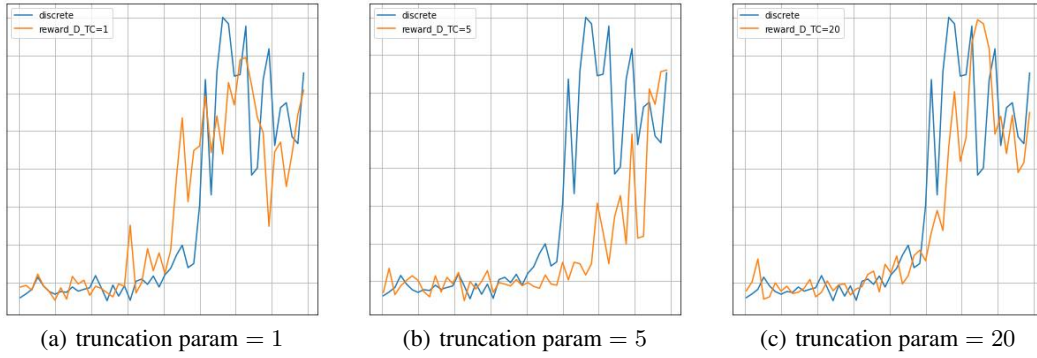 discrete
reward_D_TC=1
discrete
reward_D_TC=5
discrete
reward_D_TC=20
(a) truncation param = 1
(b) truncation param = 5
(c) truncation param = 20